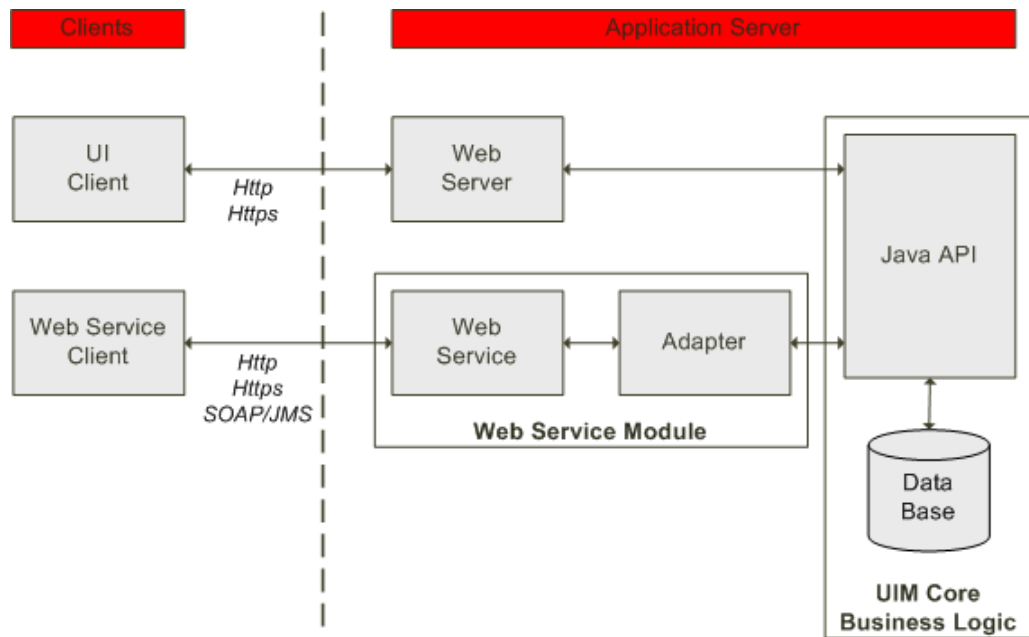 Clients
Application Server
UI
Client
Http
Https
Web
Server
Java API
Web Service
Client
Http
Https
SOAP/JMS
Web
Service
Adapter
Web Service Module
Data
Base
UIM Core
Business Logic